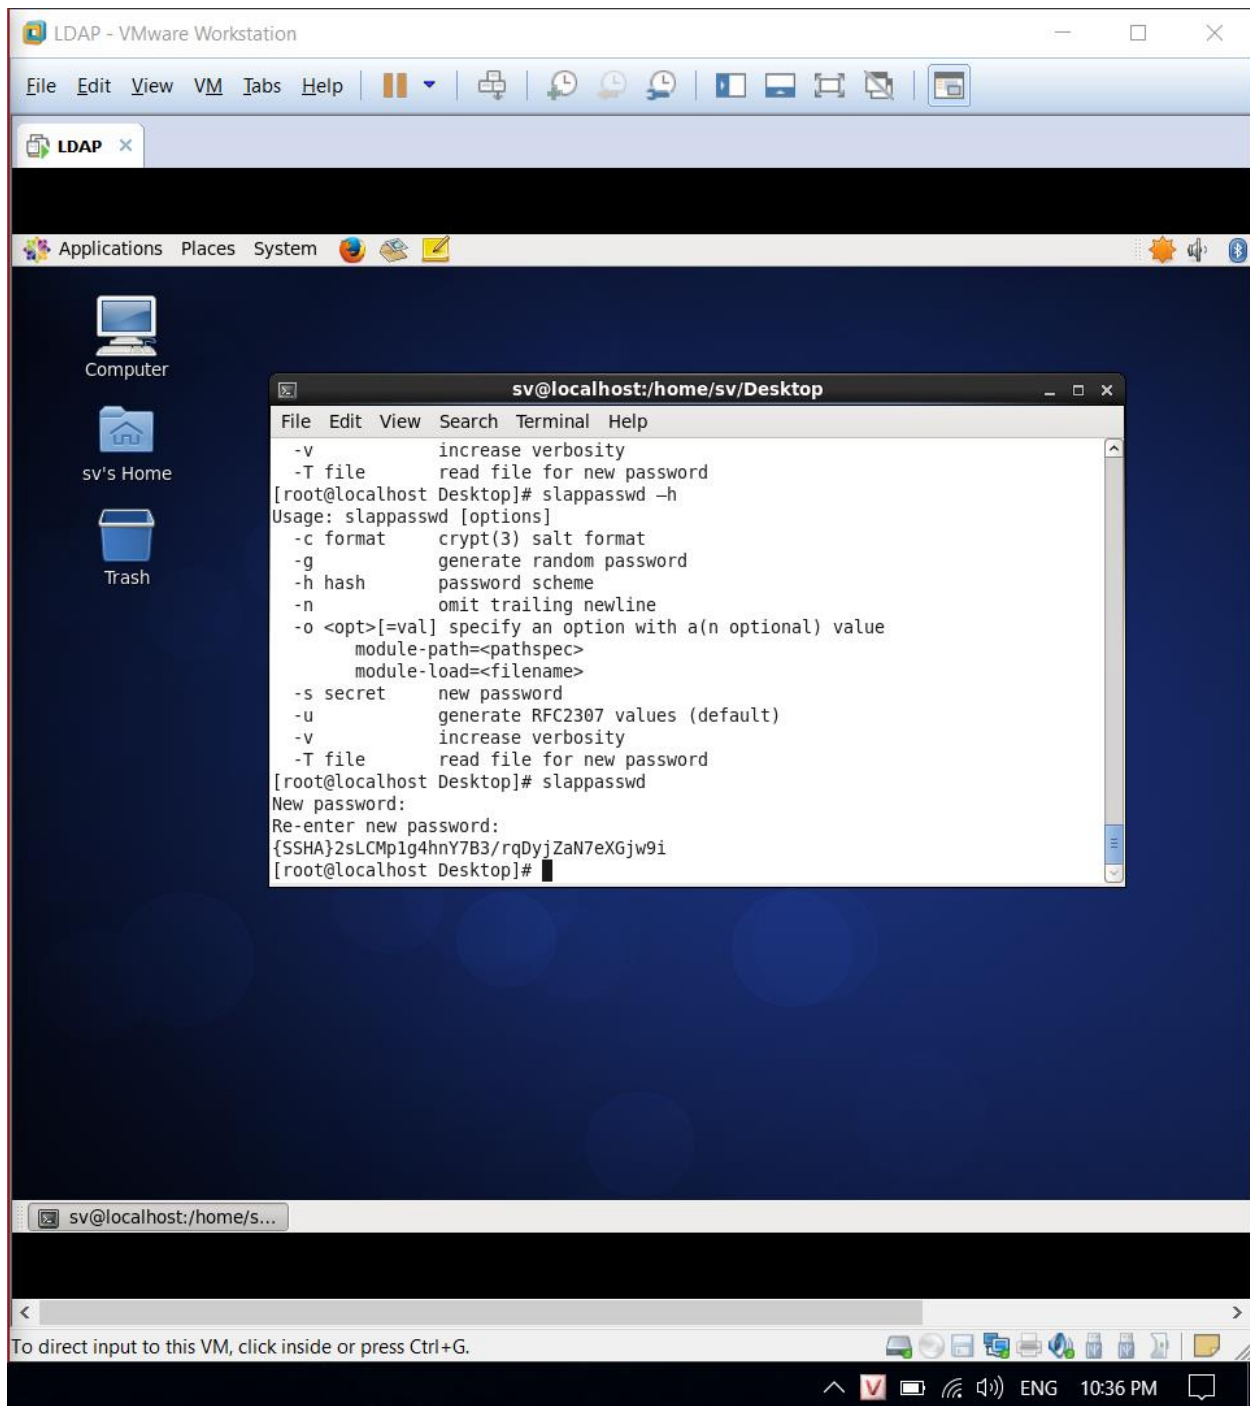 LDAP - VMware Workstation
File Edit View VM Tabs Help
LDAP
Applications Places System
Computer
sv's Home
Trash
sv@localhost:/home/sv/Desktop
File Edit View Search Terminal Help
-v increase verbosity
-T file read file for new password
[root@localhost Desktop]# slappasswd –h
Usage: slappasswd [options]
-c format crypt(3) salt format
-g generate random password
-h hash password scheme
-n omit trailing newline
-o <opt>[=val] specify an option with a(n optional) value
module-path=<pathspec>
module-load=<filename>
-s secret new password
-u generate RFC2307 values (default)
-v increase verbosity
-T file read file for new password
[root@localhost Desktop]# slappasswd
New password:
Re-enter new password:
{SSHA}2sLCMp1g4hnY7B3/rqDyjZaN7eXGjw9i
[root@localhost Desktop]#
sv@localhost:/home/s...
To direct input to this VM, click inside or press Ctrl+G.
V ENG 10:36 PM